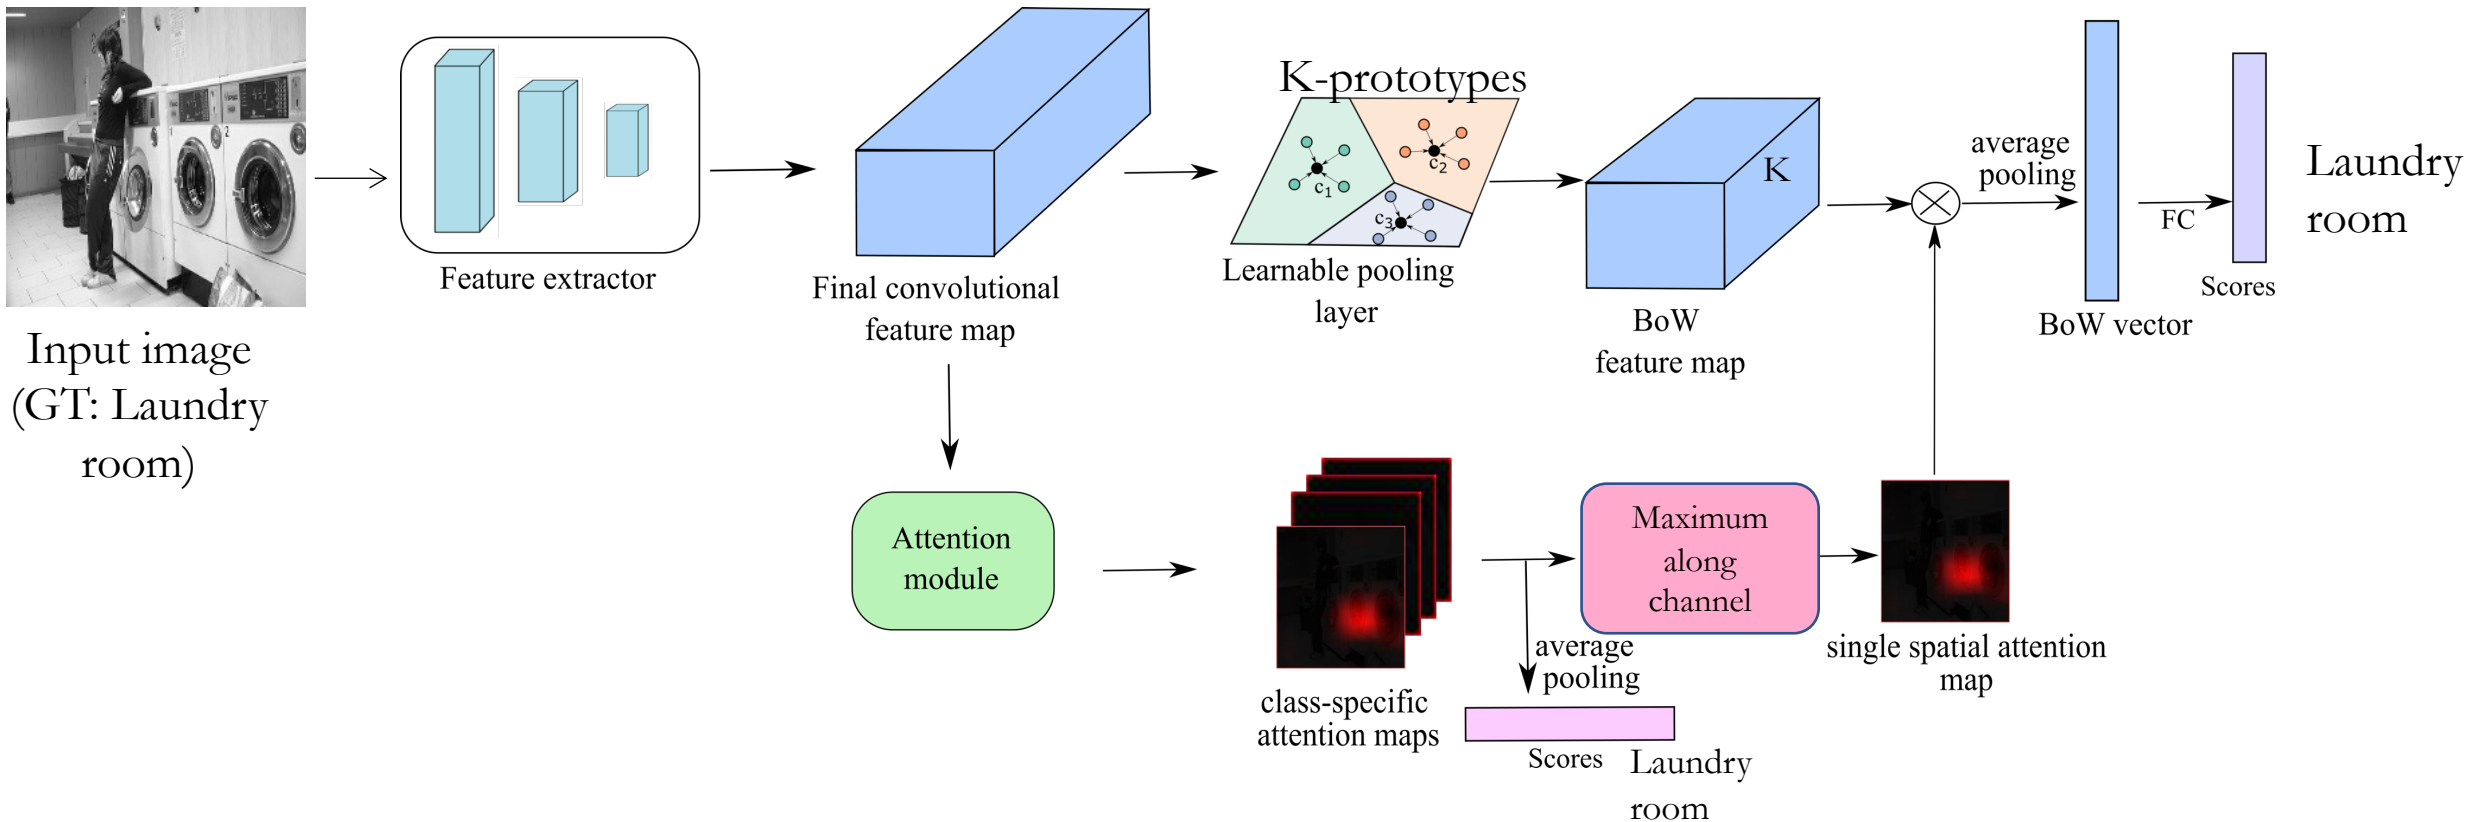 Input image
(GT: Laundry
room)
Feature extractor
Final convolutional
feature map
K-prototypes
c1
c2
c3
Learnable pooling
layer
K
BoW
feature map
average
pooling
BoW vector
FC
Scores
Laundry
room
Attention
module
class-specific
attention maps
average
pooling
Scores
Laundry
room
Maximum
along
channel
single spatial attention
map